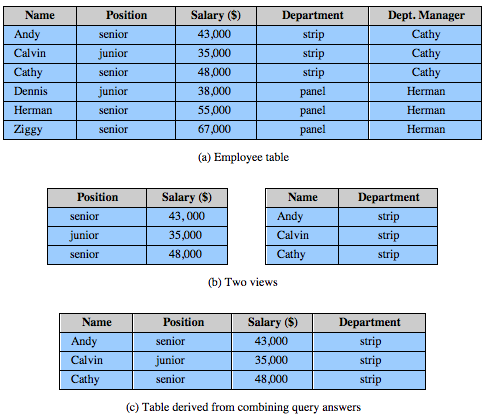 Name Position Salary ($) Department Dept. Manager
Andy senior 43,000 strip Cathy
Calvin junior 35,000 strip Cathy
Cathy senior 48,000 strip Cathy
Dennis junior 38,000 panel Herman
Herman senior 55,000 panel Herman
Ziggy senior 67,000 panel Herman
(a) Employee table
Position Salary ($) Name Department
senior 43, 000 Andy strip
junior 35,000 Calvin strip
senior 48,000 Cathy strip
(b) Two views
Name Position Salary ($) Department
Andy senior 43,000 strip
Calvin junior 35,000 strip
Cathy senior 48,000 strip
(c) Table derived from combining query answers